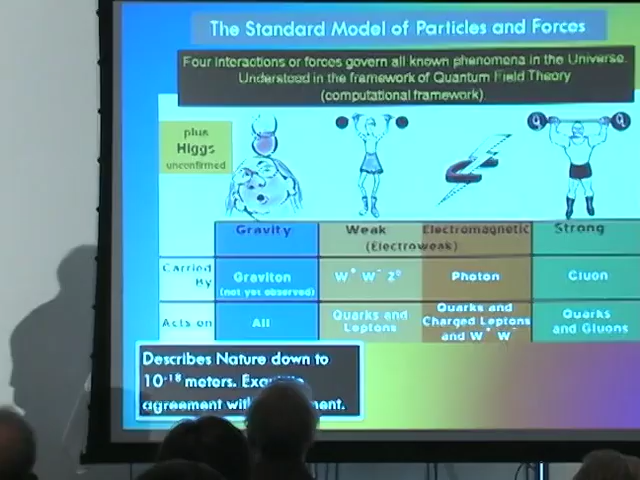 The Standard Model of Particles and Forces
Four interactions or forces govern all known phenomena in the Universe.
Understood in the framework of Quantum Field Theory
(computational framework).
plus
Higgs
unconfirmed
Gravity
Weak
Electromagnetic
(Electroweak)
Strong
Carried
By
Graviton
(not yet observed)
W⁺ W⁻ Z⁰
Photon
Gluon
Acts on
All
Quarks and
Leptons
Quarks and
Charged Leptons
and W⁺ W⁻
Quarks
and Gluons
Describes Nature down to
10⁻¹⁸ meters.
agreement with